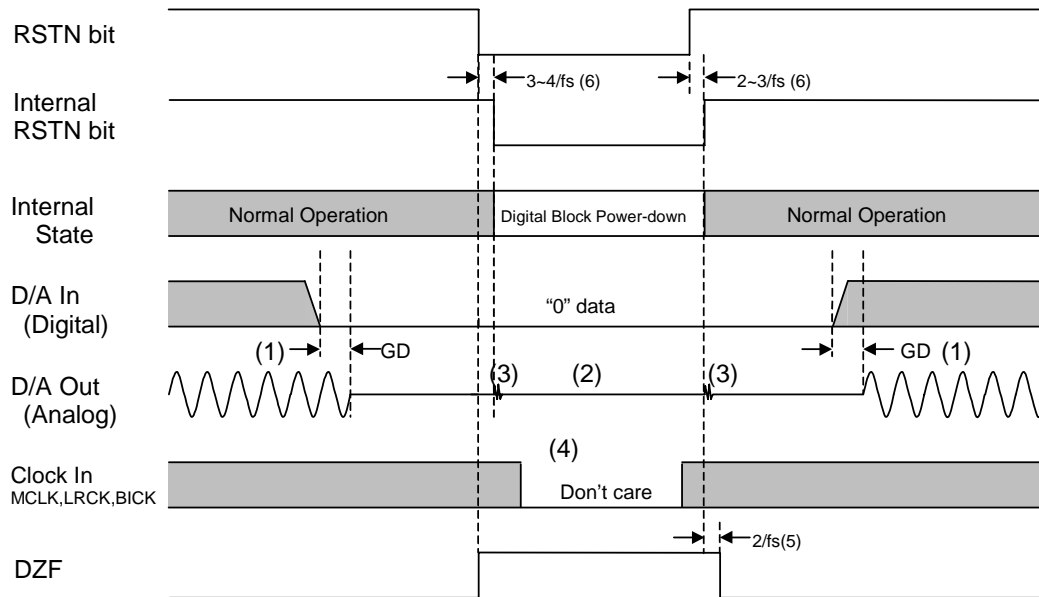 RSTN bit
3~4/fs (6)
2~3/fs (6)
Internal
RSTN bit
Internal
State
Normal Operation
Digital Block Power-down
Normal Operation
D/A In
(Digital)
“0” data
(1)
GD
GD
(1)
D/A Out
(Analog)
(3)
(2)
(3)
(4)
Clock In
MCLK,LRCK,BICK
Don’t care
2/fs(5)
DZF